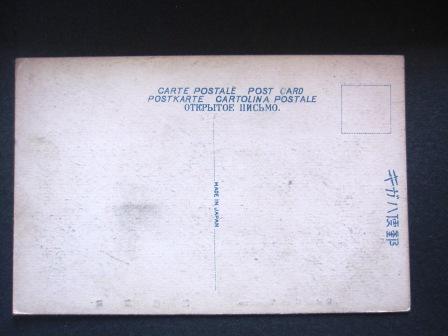 CARTE POSTALE POST CARD
POSTKARTE CARTOLINA POSTALE
ОТКРЫТОЕ ПИСЬМО.
MADE IN JAPAN
キガハ便郵